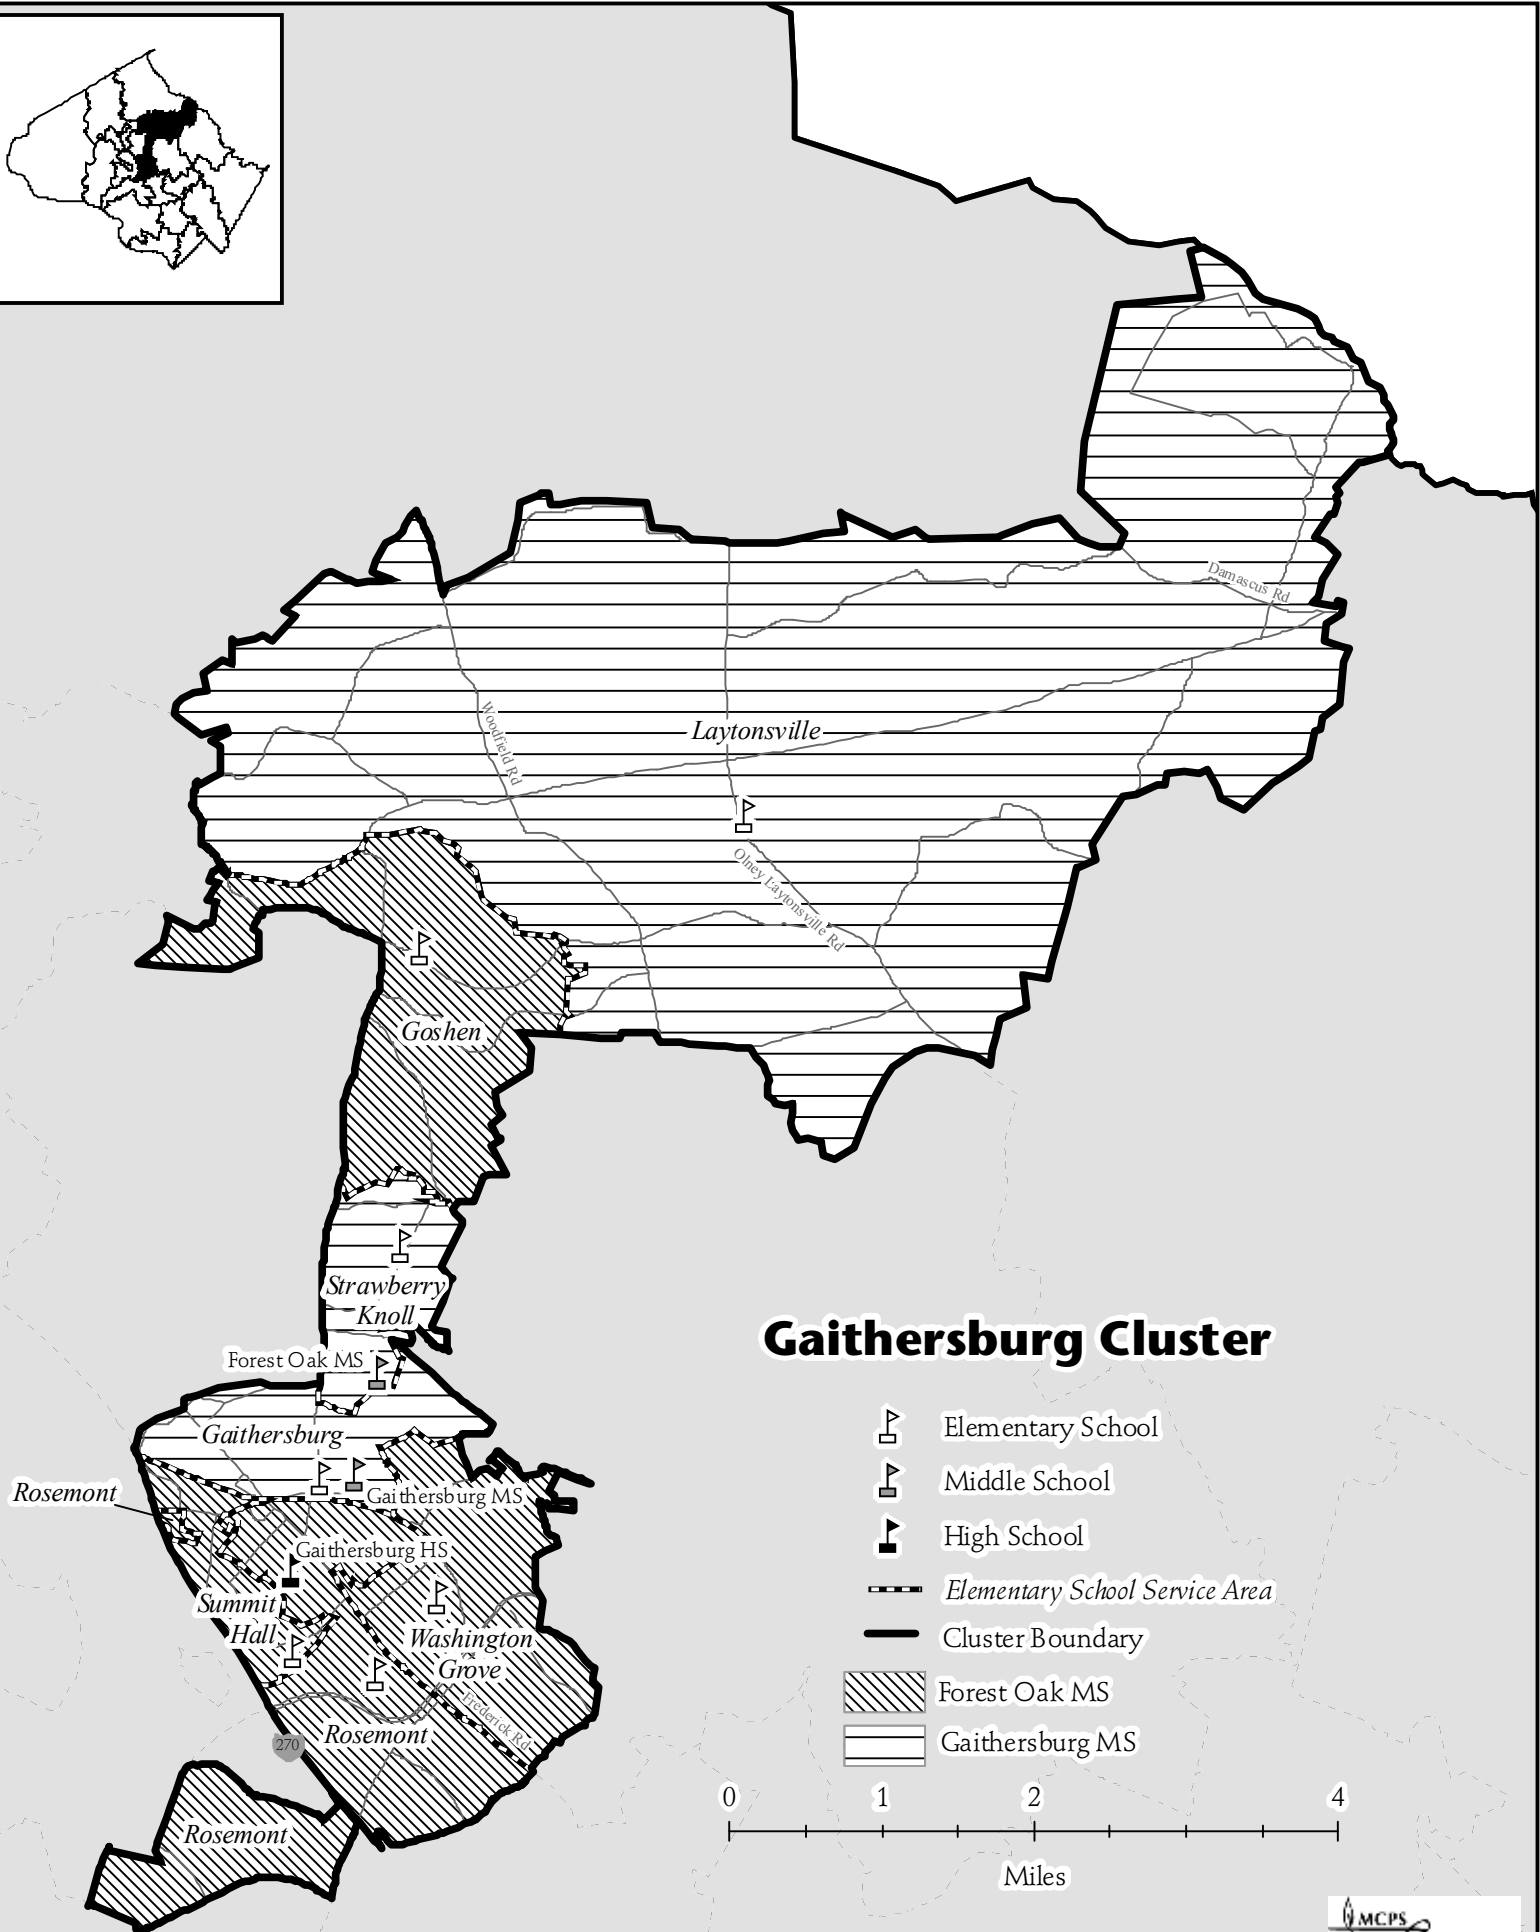 Damascus Rd
Woodfield Rd
Laytonsville
Olney Laytonsville Rd
Goshen
Strawberry
Knoll
Gaithersburg Cluster
Forest Oak MS
Elementary School
Gaithersburg
Middle School
Rosemont
Gaithersburg MS
High School
Gaithersburg HS
Elementary School Service Area
Summit
Hall
Washington
Grove
Cluster Boundary
Forest Oak MS
Frederick Rd
Rosemont
270
Gaithersburg MS
0 1 2 4
Miles
Rosemont
MCPS